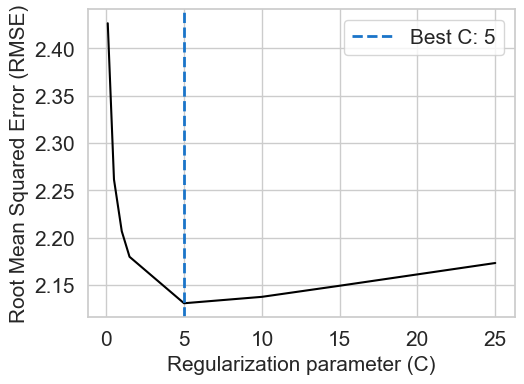 Root Mean Squared Error (RMSE)
2.40
2.35
2.30
2.25
2.20
2.15
Best C: 5
0 5 10 15 20 25
Regularization parameter (C)